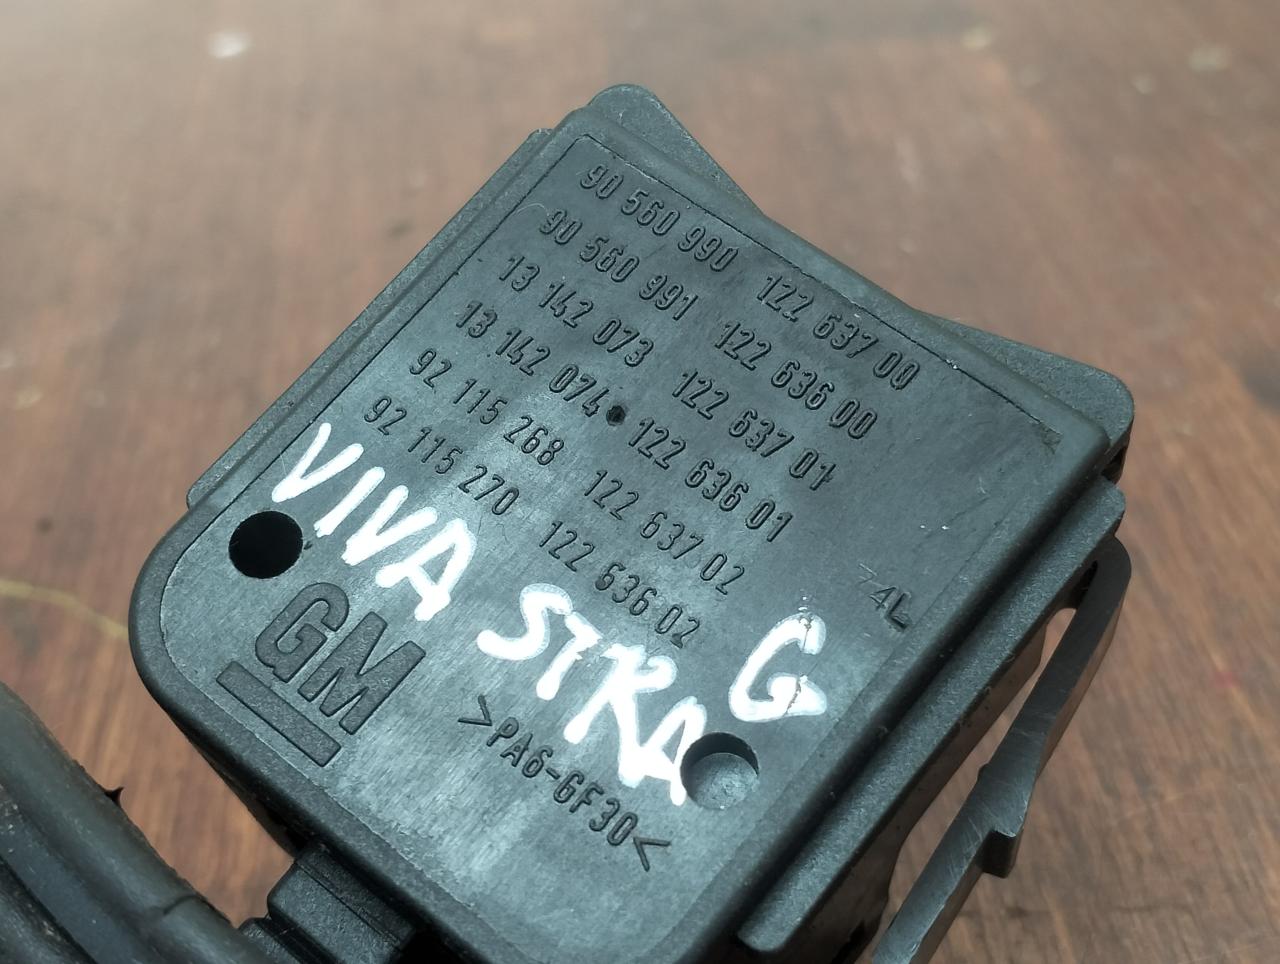 90 560 990 122 637 00
90 560 991 122 636 00
13 142 073 122 637 01
13 142 074 122 636 01
92 115 268 122 637 02
92 115 270 122 636 02
VIVA STRA G
GM
>PA6-GF30<
74L